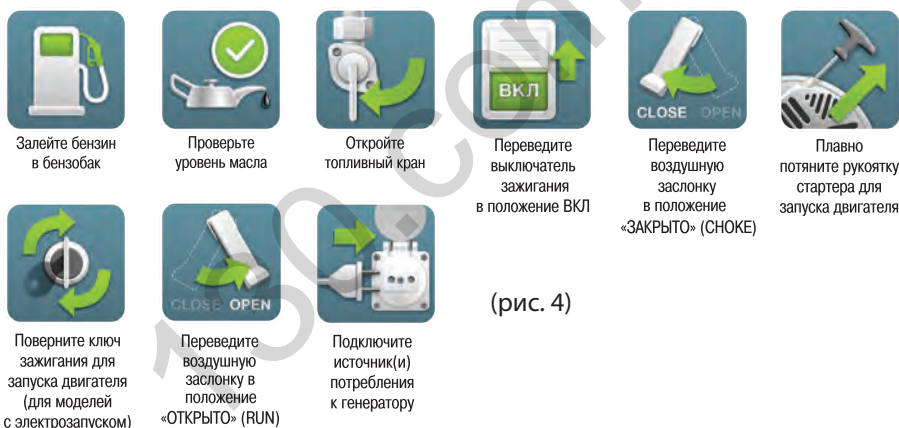 ВКЛ
CLOSE OPEN
Залейте бензин
в бензобак
Проверьте
уровень масла
Откройте
топливный кран
Переведите
выключатель
зажигания
в положение ВКЛ
Переведите
воздушную
заслонку
в положение
«ЗАКРЫТО» (CHOKE)
Плавно
потяните рукоятку
стартера для
запуска двигателя
CLOSE OPEN
Поверните ключ
зажигания для
запуска двигателя
(для моделей
с электрозапуском)
Переведите
воздушную
заслонку в
положение
«ОТКРЫТО» (RUN)
Подключите
источник(и)
потребления
к генератору
(рис. 4)